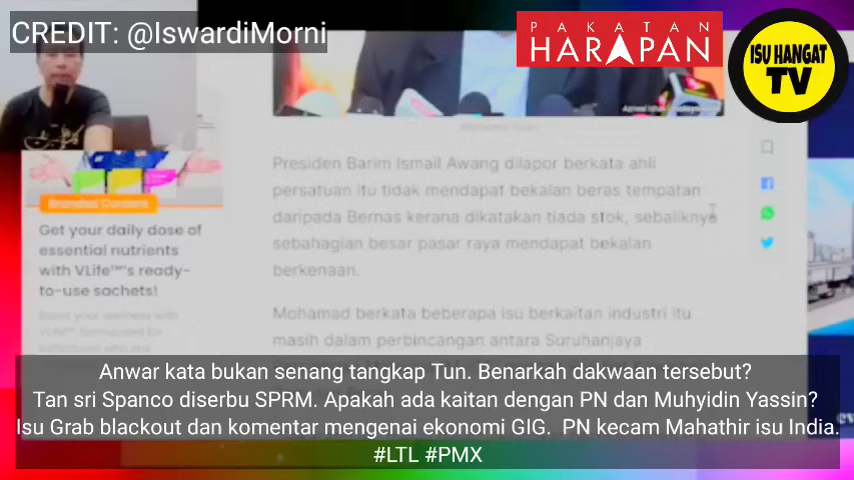 CREDIT: @IswardiMorni
PAKATAN
HARAPAN
ISU HANGAT
TV
Presiden Barim Ismail Awang dilapor berkata ahli
persatuan itu tidak mendapat bekalan beras tempatan
daripada Bernas kerana dikatakan tiada stok, sebaliknya
sebahagian besar pasar raya mendapat bekalan
berkenaan.
Mohamad berkata beberapa isu berkaitan industri itu
masih dalam perbincangan antara Suruhanjaya
Branded Content
Get your daily dose of
essential nutrients
with VLife™'s ready-
to-use sachets!
Anwar kata bukan senang tangkap Tun. Benarkah dakwaan tersebut?
Tan sri Spanco diserbu SPRM. Apakah ada kaitan dengan PN dan Muhyidin Yassin?
Isu Grab blackout dan komentar mengenai ekonomi GIG. PN kecam Mahathir isu India.
#LTL #PMX